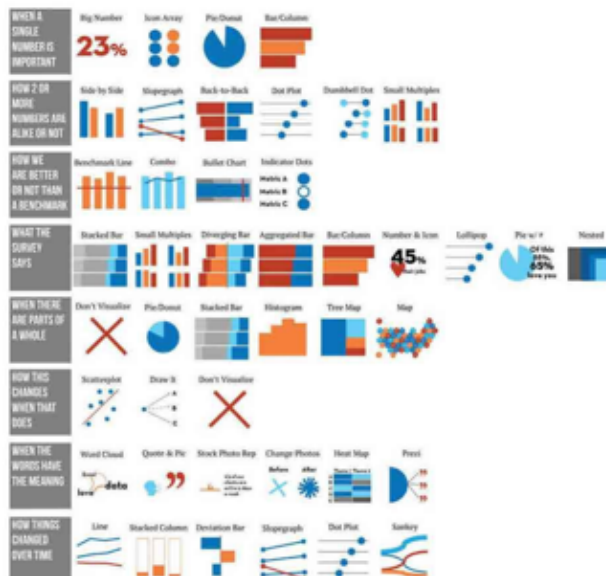 WHEN A
SINGLE
NUMBER IS
IMPORTANT
Big Number
Icon Array
Pie/Donut
Bar/Column
23%
HOW 2 OR
MORE
NUMBERS ARE
ALIKE OR NOT
Side by Side
Slopegraph
Back-to-Back
Dot Plot
Dumbbell Dot
Small Multiples
HOW WE
ARE BETTER
OR NOT THAN
A BENCHMARK
Benchmark Line
Combo
Bullet Chart
Indicator Dots
Metric A
Metric B
Metric C
WHAT THE
SURVEY
SAYS
Stacked Bar
Small Multiples
Diverging Bar
Aggregated Bar
Bar/Column
Number & Icon
Lollipop
Pie w/
Nested
45%
Of this
65%
love you
WHEN THERE
ARE PARTS OF
A WHOLE
Don't Visualize
Pie/Donut
Stacked Bar
Histogram
Tree Map
Map
HOW THIS
CHANGES
WHEN THAT
DOES
Scatterplot
Draw It
Don't Visualize
A
B
C
WHEN THE
WORDS HAVE
THE MEANING
Word Cloud
Quote & Pic
Stock Photo Rep
Change Photos
Heat Map
Prezi
love
data
Before
After
HOW THINGS
CHANGED
OVER TIME
Line
Stacked Column
Deviation Bar
Slopegraph
Dot Plot
Sankey